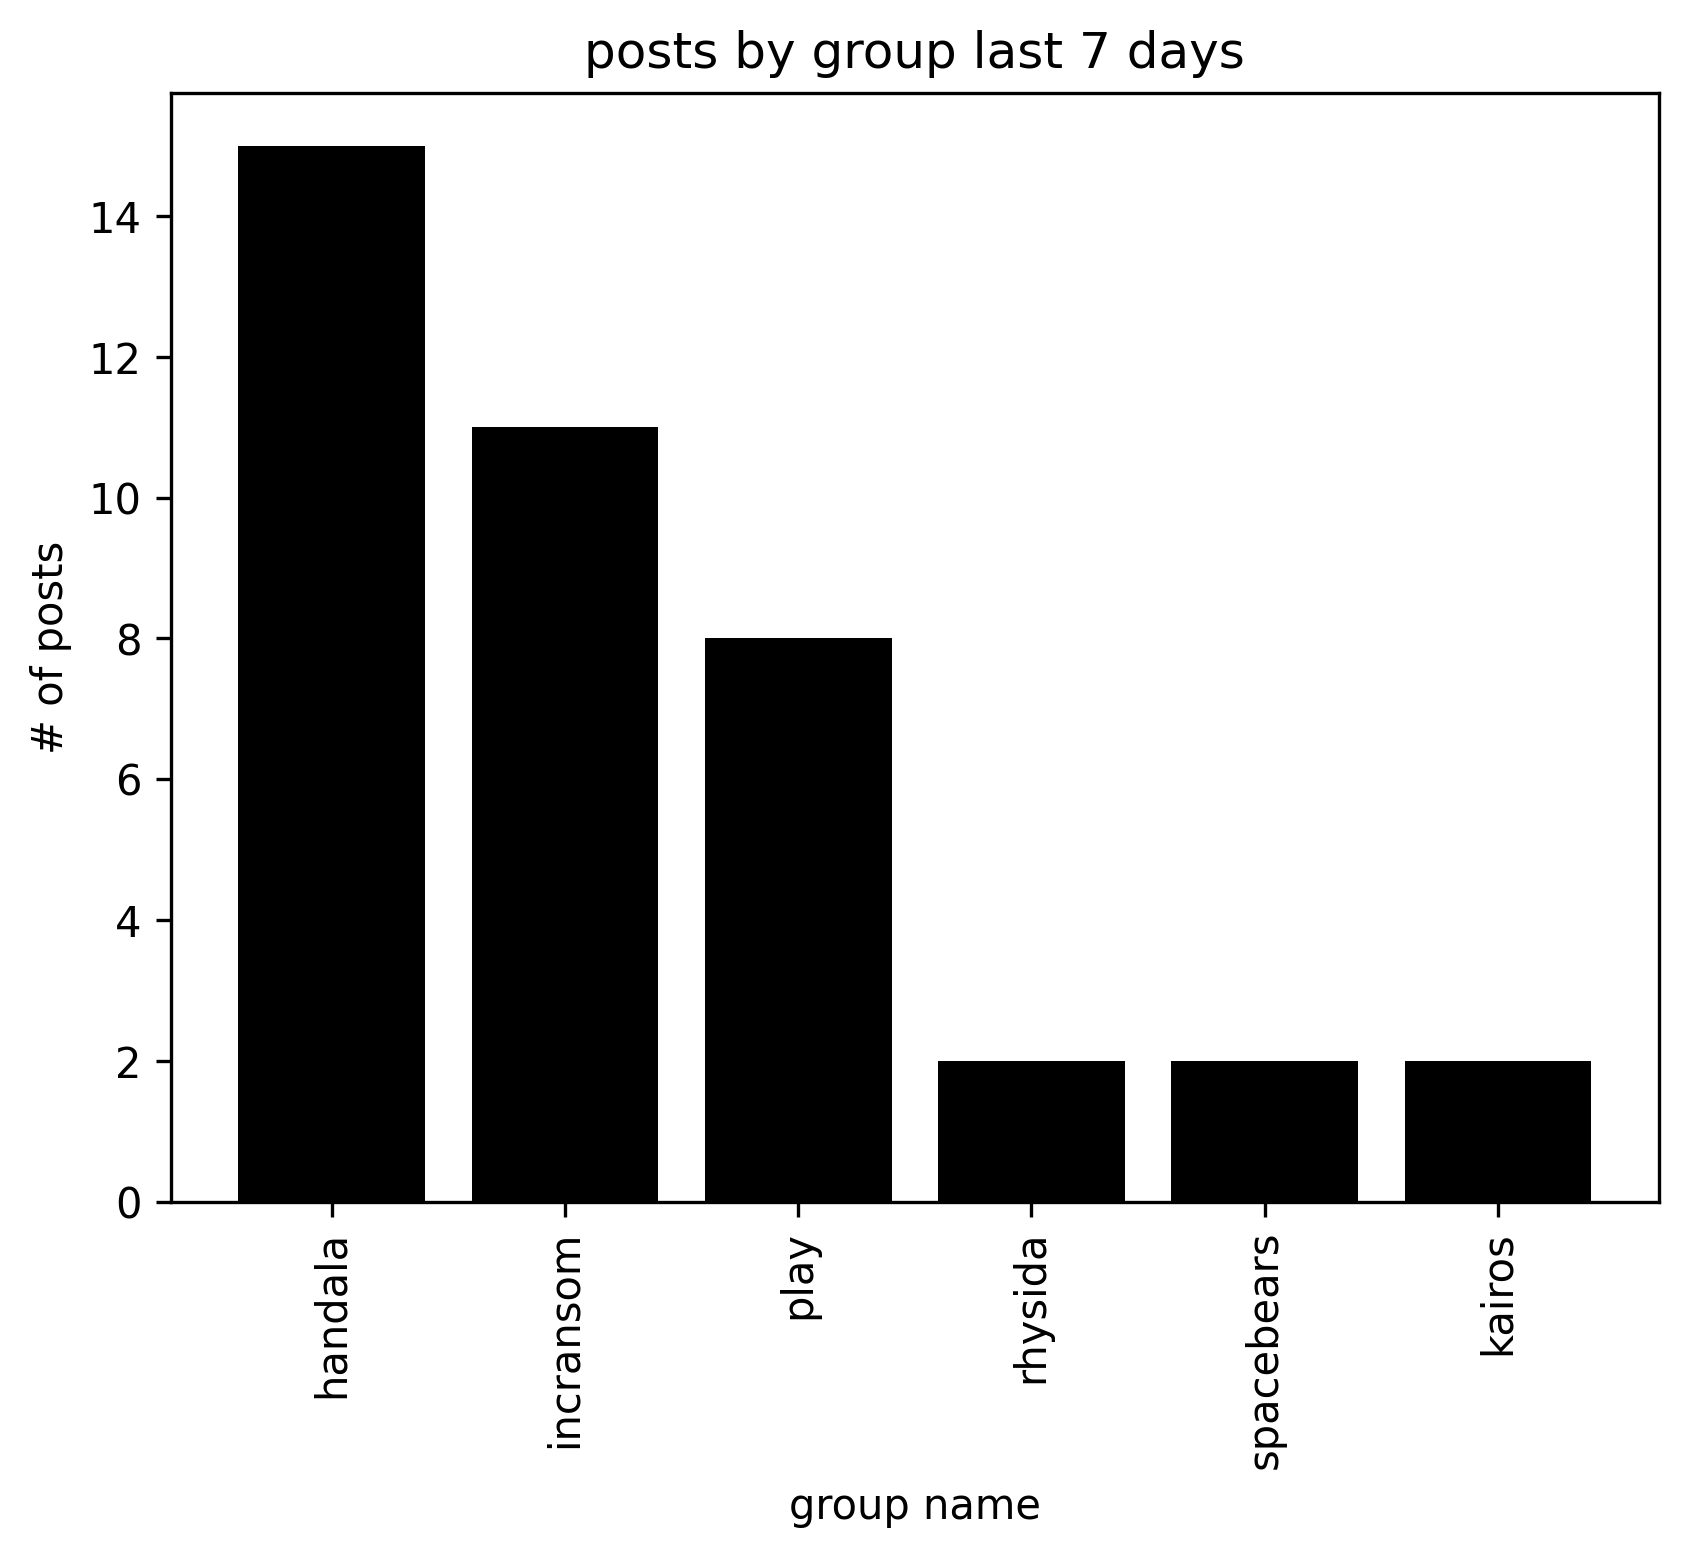 posts by group last 7 days
# of posts
14
12
10
8
6
4
2
0
handala
incransom
play
rhysida
spacebears
kairos
group name